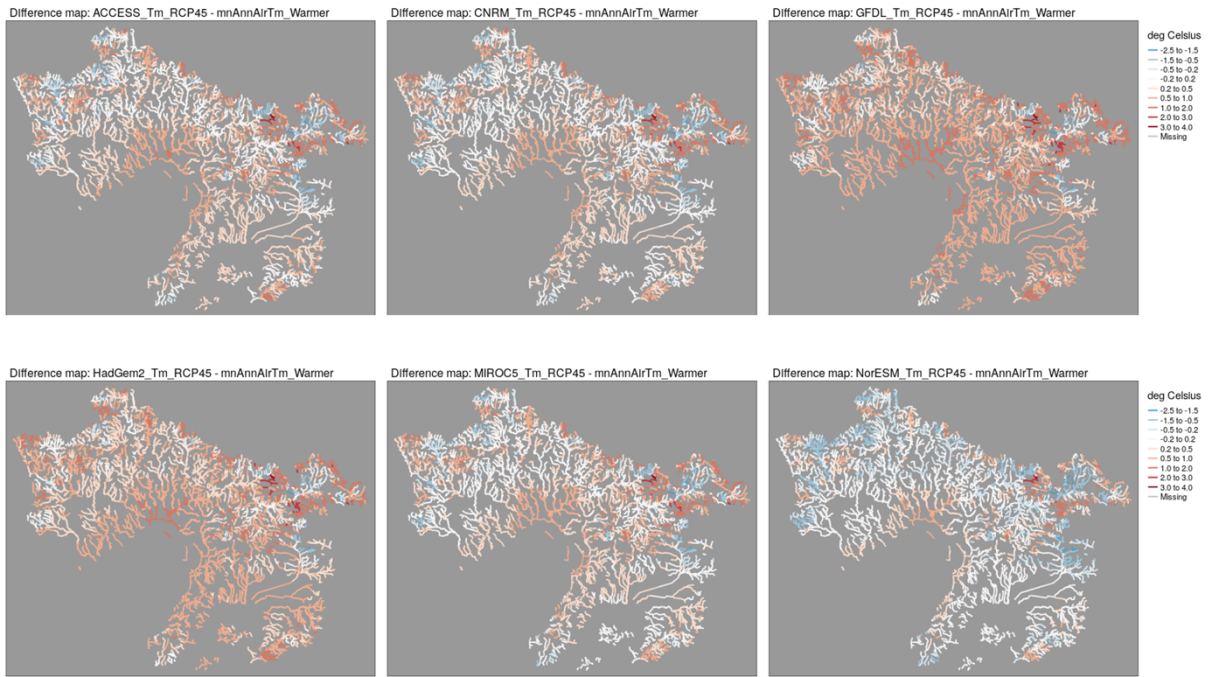 Difference map: ACCESS_Tm_RCP45 - mnAnnAirTm_Warmer
Difference map: CNRM_Tm_RCP45 - mnAnnAirTm_Warmer
Difference map: GFDL_Tm_RCP45 - mnAnnAirTm_Warmer
deg Celsius
-2.5 to -1.5
-1.5 to -0.5
-0.5 to -0.2
-0.2 to 0.2
0.2 to 0.5
0.5 to 1.0
1.0 to 2.0
2.0 to 3.0
3.0 to 4.0
Missing
Difference map: HadGem2_Tm_RCP45 - mnAnnAirTm_Warmer
Difference map: MIROC5_Tm_RCP45 - mnAnnAirTm_Warmer
Difference map: NorESM_Tm_RCP45 - mnAnnAirTm_Warmer
deg Celsius
-2.5 to -1.5
-1.5 to -0.5
-0.5 to -0.2
-0.2 to 0.2
0.2 to 0.5
0.5 to 1.0
1.0 to 2.0
2.0 to 3.0
3.0 to 4.0
Missing